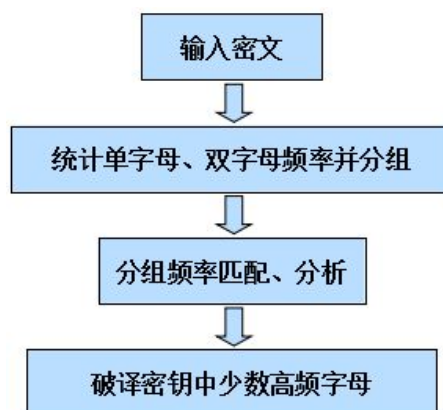 输入密文
统计单字母、双字母频率并分组
分组频率匹配、分析
破译密钥中少数高频字母